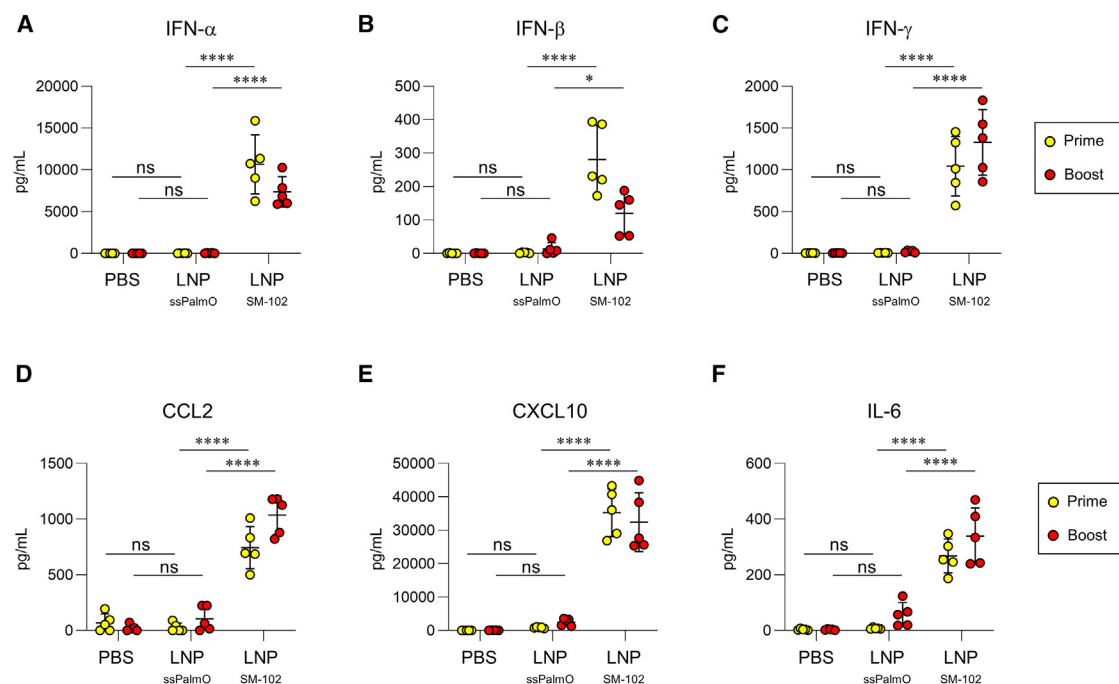 A
IFN-α
****
****
20000
15000
10000
5000
0
pg/mL
ns
ns
PBS
LNP
ssPalmO
LNP
SM-102
B
IFN-β
****
*
500
400
300
200
100
0
pg/mL
ns
ns
PBS
LNP
ssPalmO
LNP
SM-102
C
IFN-γ
****
****
2000
1500
1000
500
0
pg/mL
ns
ns
PBS
LNP
ssPalmO
LNP
SM-102
Prime
Boost
D
CCL2
****
****
1500
1000
500
0
pg/mL
ns
ns
PBS
LNP
ssPalmO
LNP
SM-102
E
CXCL10
****
****
50000
40000
30000
20000
10000
0
pg/mL
ns
ns
PBS
LNP
ssPalmO
LNP
SM-102
F
IL-6
****
****
600
400
200
0
pg/mL
ns
ns
PBS
LNP
ssPalmO
LNP
SM-102
Prime
Boost